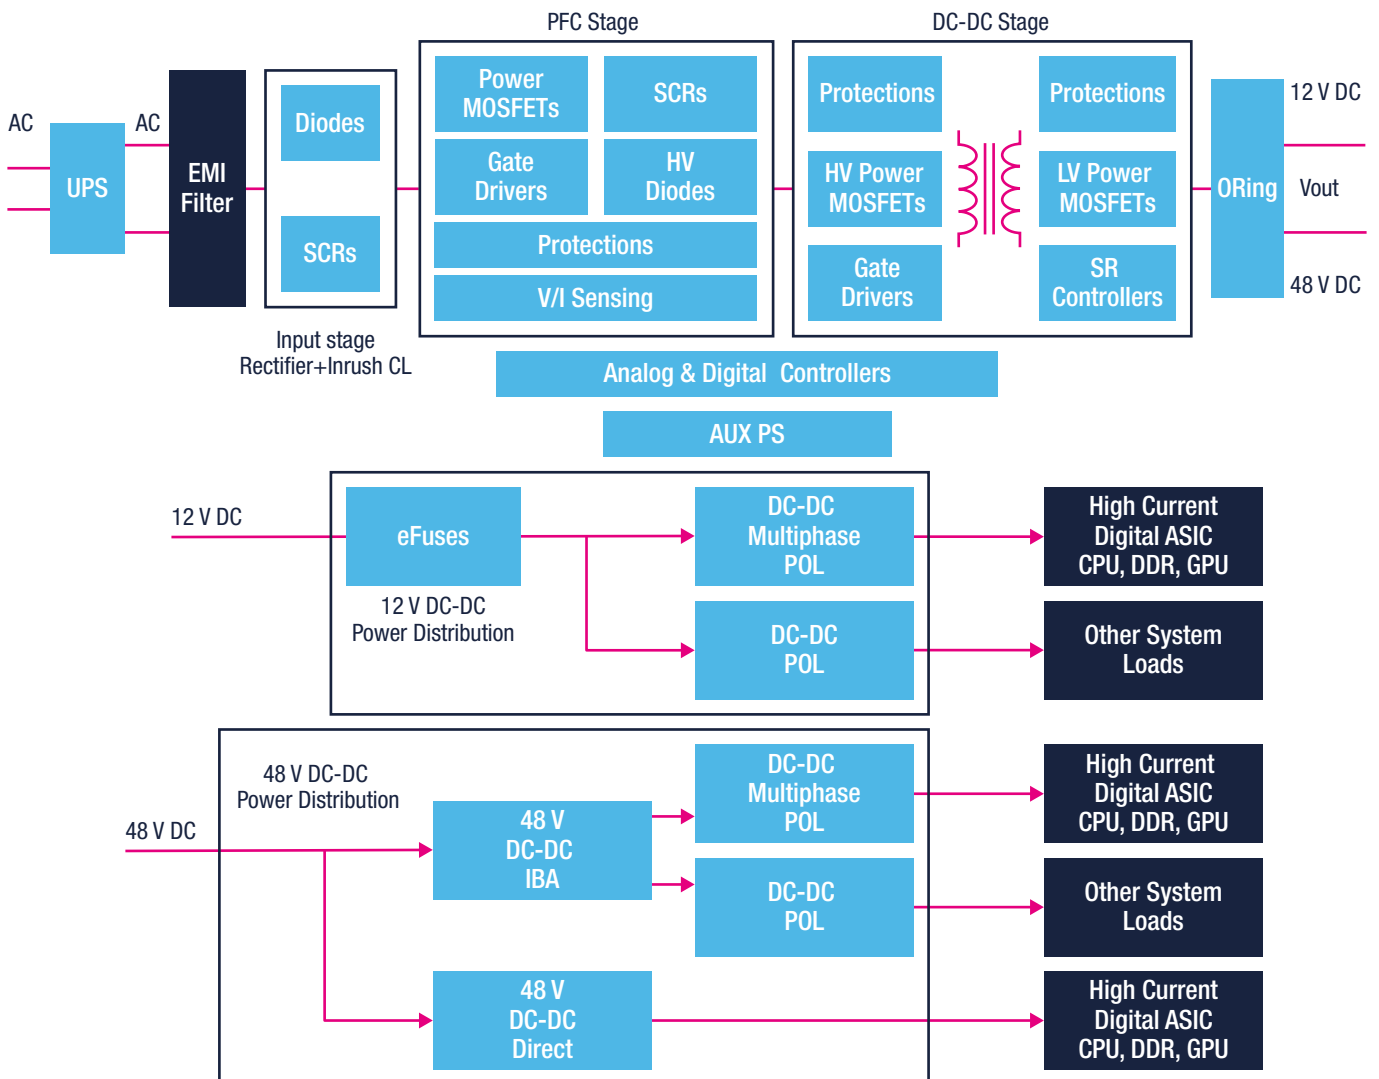 PFC Stage
DC-DC Stage
AC
UPS
AC
EMI
Filter
Diodes
SCRs
Input stage
Rectifier+Inrush CL
Power
MOSFETs
SCRs
Gate
Drivers
HV
Diodes
Protections
V/I Sensing
Protections
HV Power
MOSFETs
Gate
Drivers
Protections
LV Power
MOSFETs
SR
Controllers
ORing
12 V DC
Vout
48 V DC
Analog & Digital Controllers
AUX PS
12 V DC
eFuses
12 V DC-DC
Power Distribution
DC-DC
Multiphase
POL
High Current
Digital ASIC
CPU, DDR, GPU
DC-DC
POL
Other System
Loads
48 V DC-DC
Power Distribution
48 V DC
48 V
DC-DC
IBA
DC-DC
Multiphase
POL
High Current
Digital ASIC
CPU, DDR, GPU
DC-DC
POL
Other System
Loads
48 V
DC-DC
Direct
High Current
Digital ASIC
CPU, DDR, GPU